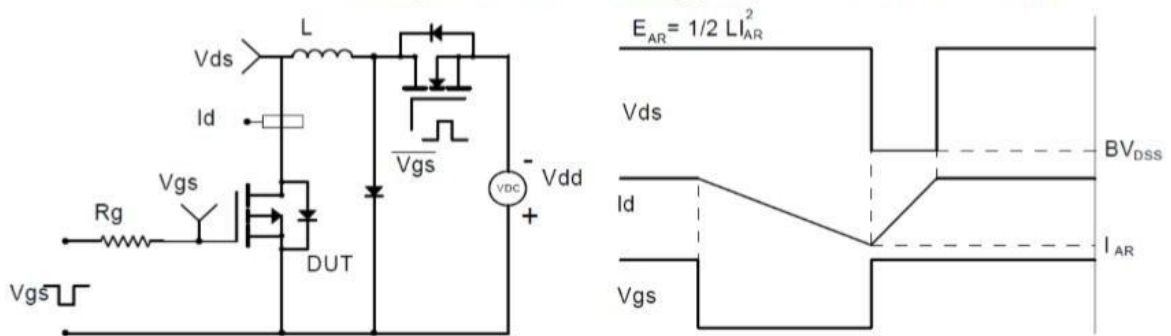 L
Vds
Id
Vgs
Vgs
Rg
DUT
Vgs
VDC
-
+
Vdd
E_AR = 1/2 LI_AR^2
Vds
BV_DSS
Id
I_AR
Vgs